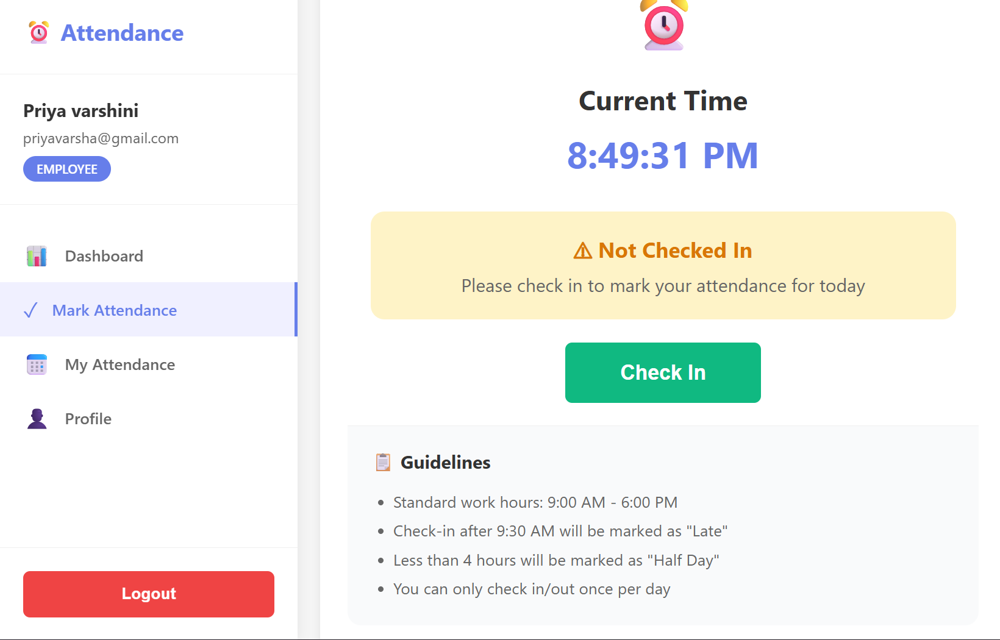 Attendance
Priya varshini
priyavarsha@gmail.com
EMPLOYEE
Dashboard
✓ Mark Attendance
My Attendance
Profile
Logout
Current Time
8:49:31 PM
⚠ Not Checked In
Please check in to mark your attendance for today
Check In
Guidelines
• Standard work hours: 9:00 AM - 6:00 PM
• Check-in after 9:30 AM will be marked as "Late"
• Less than 4 hours will be marked as "Half Day"
• You can only check in/out once per day